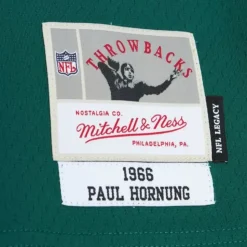 THROWBACKS
NFL
NOSTALGIA CO.
Mitchell & Ness
PHILADELPHIA, PA.
NFL LEGACY
1966
PAUL HORNUNG